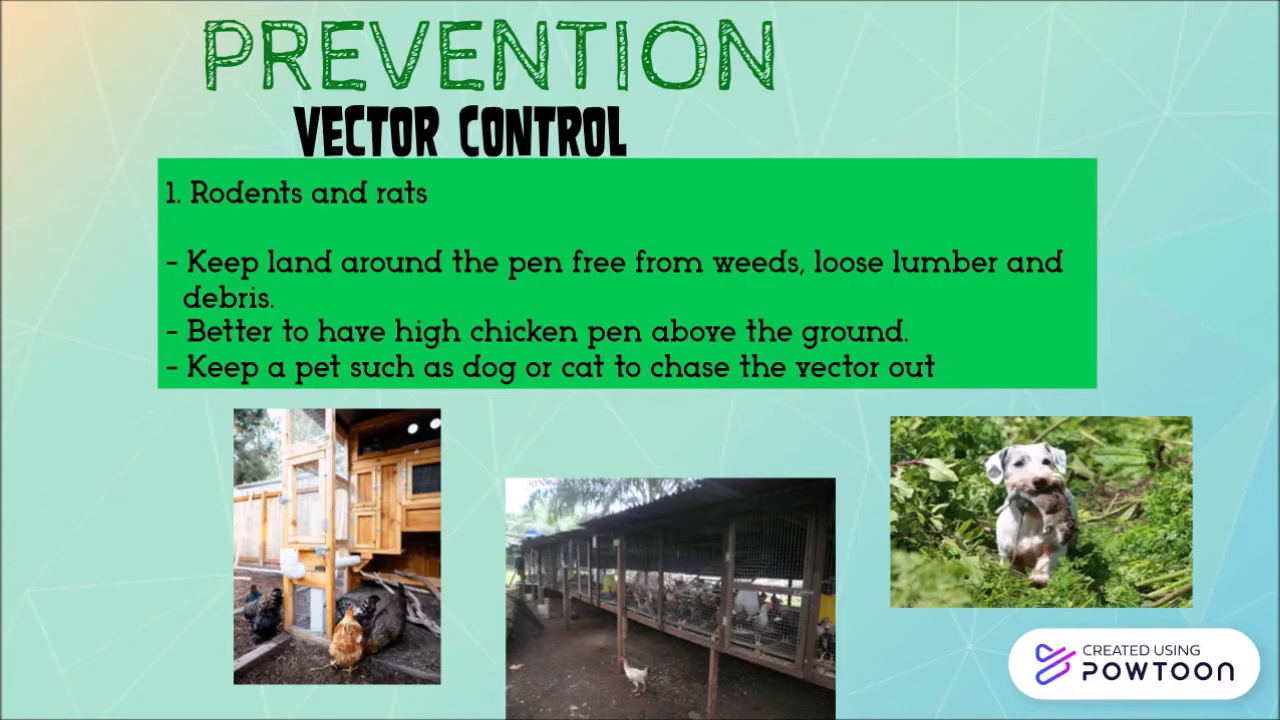 PREVENTION
VECTOR CONTROL
1. Rodents and rats
- Keep land around the pen free from weeds, loose lumber and
debris.
- Better to have high chicken pen above the ground.
- Keep a pet such as dog or cat to chase the vector out
CREATED USING
POWTOON